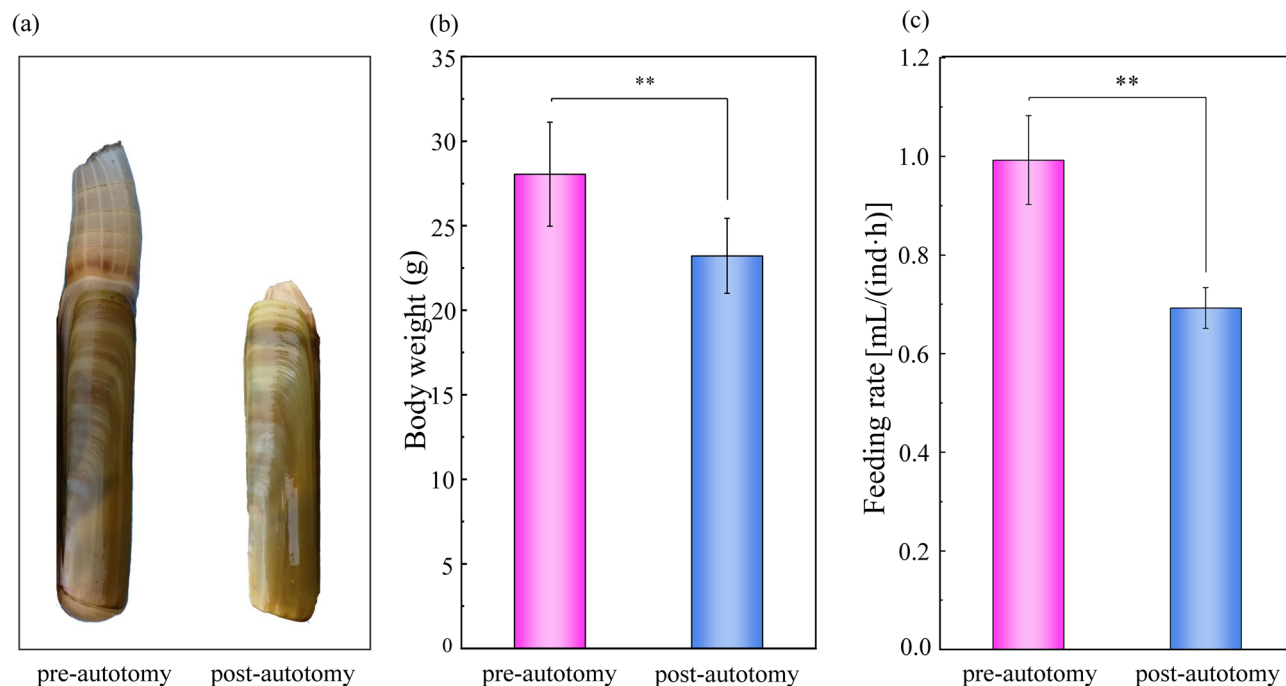 (a)
pre-autotomy
post-autotomy
(b)
Body weight (g)
35
30
25
20
15
10
5
0
**
pre-autotomy
post-autotomy
(c)
Feeding rate[mL/(ind·h)]
1.2
1.0
0.8
0.6
0.4
0.2
0.0
**
pre-autotomy
post-autotomy